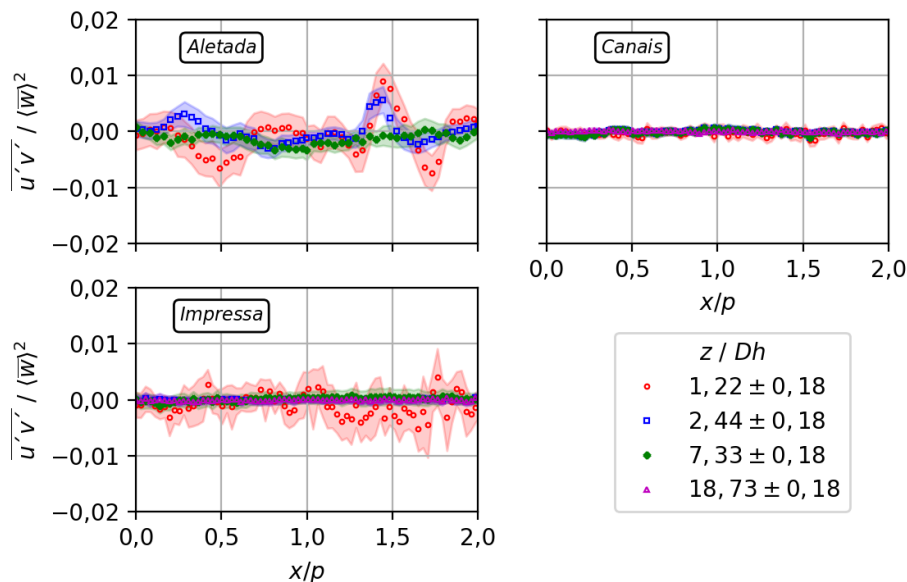 0,02
0,01
0,00
−0,01
−0,02
u′v′ / ⟨w⟩²
Aletada
Canais
0,0 0,5 1,0 1,5 2,0
x/p
0,02
0,01
0,00
−0,01
−0,02
u′v′ / ⟨w⟩²
Impressa
0,0 0,5 1,0 1,5 2,0
x/p
z / Dh
1,22 ± 0,18
2,44 ± 0,18
7,33 ± 0,18
18,73 ± 0,18